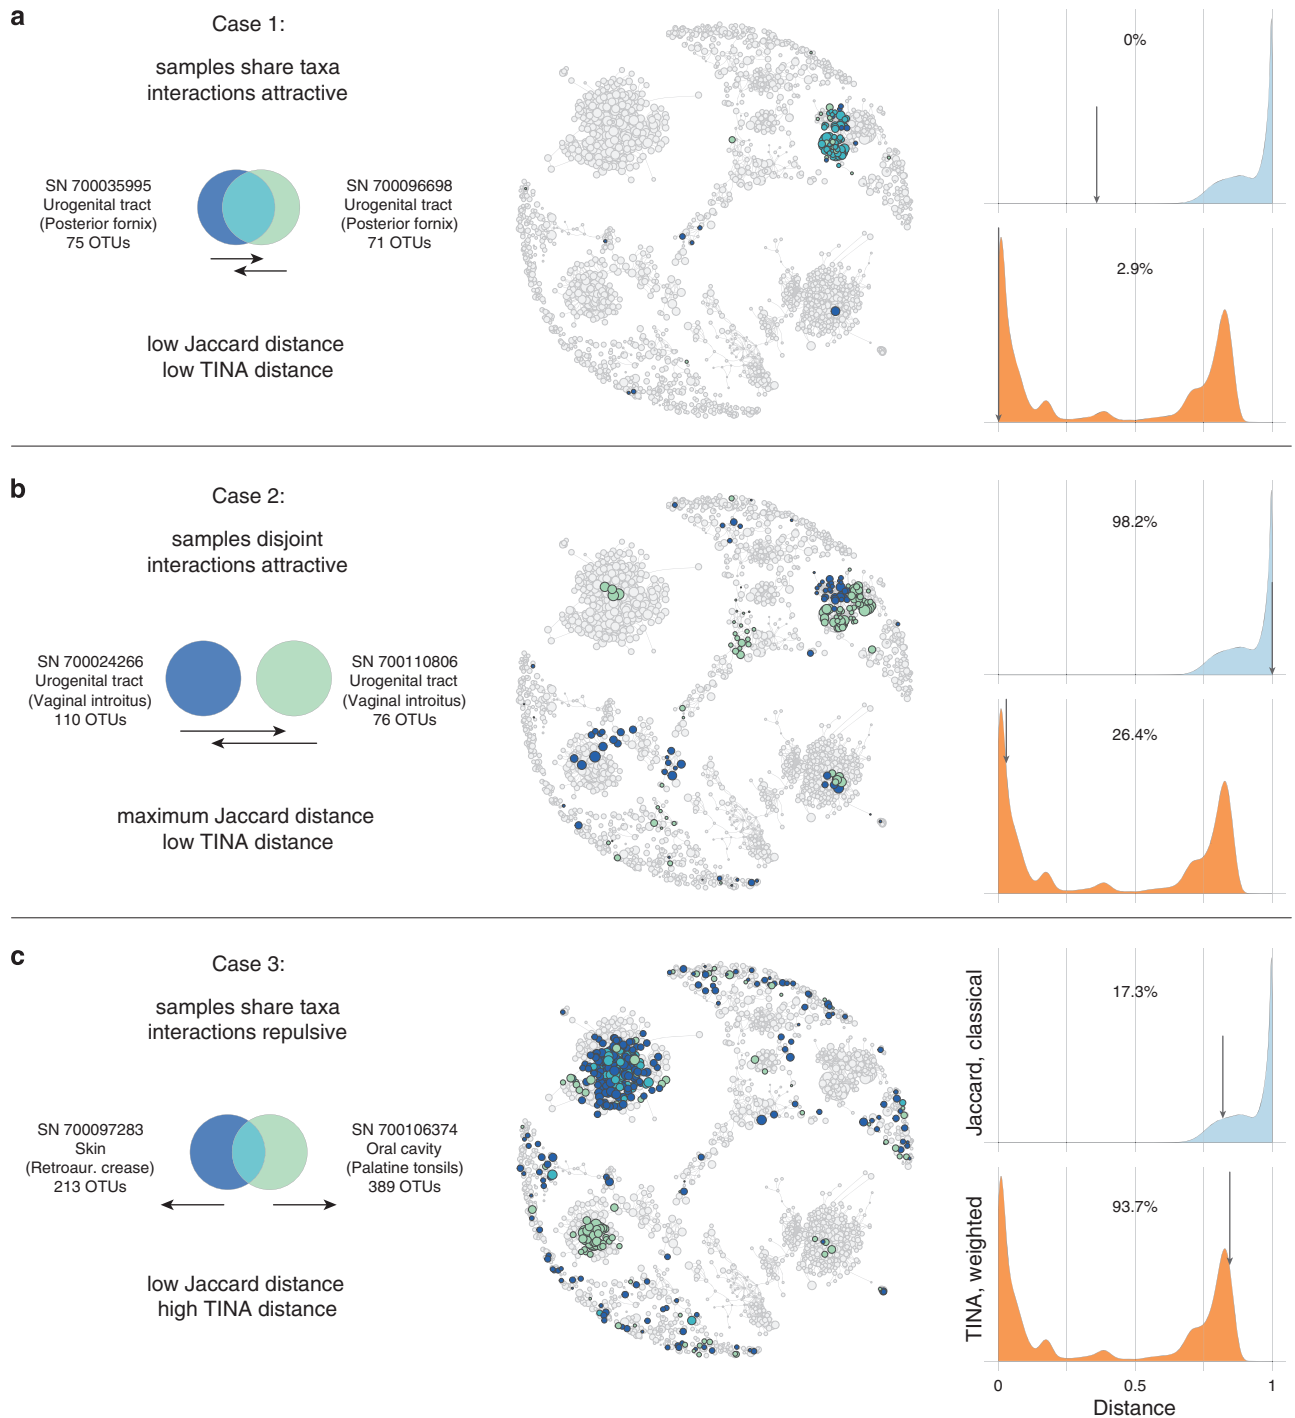 a
Case 1:
samples share taxa
interactions attractive
SN 700035995
Urogenital tract
(Posterior fornix)
75 OTUs
SN 700096698
Urogenital tract
(Posterior fornix)
71 OTUs
low Jaccard distance
low TINA distance
0%
2.9%
b
Case 2:
samples disjoint
interactions attractive
SN 700024266
Urogenital tract
(Vaginal introitus)
110 OTUs
SN 700110806
Urogenital tract
(Vaginal introitus)
76 OTUs
maximum Jaccard distance
low TINA distance
98.2%
26.4%
c
Case 3:
samples share taxa
interactions repulsive
SN 700097283
Skin
(Retroaur. crease)
213 OTUs
SN 700106374
Oral cavity
(Palatine tonsils)
389 OTUs
low Jaccard distance
high TINA distance
Jaccard, classical
17.3%
TINA, weighted
93.7%
0
0.5
1
Distance